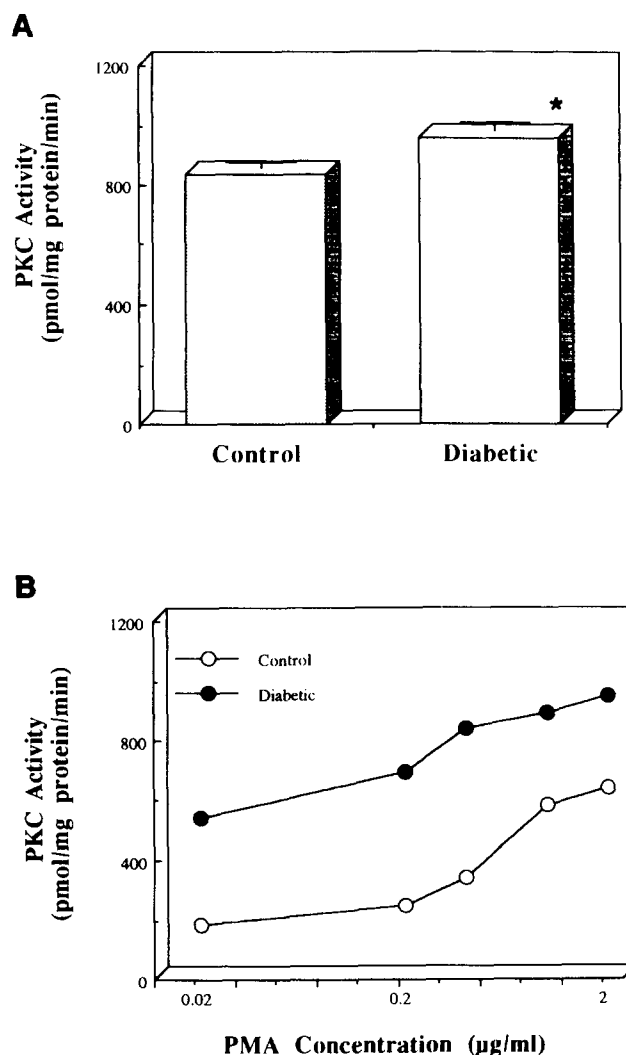 A
1200
800
400
0
PKC Activity
(pmol/mg protein/min)
*
Control
Diabetic
B
1200
800
400
0
PKC Activity
(pmol/mg protein/min)
Control
Diabetic
0.02
0.2
2
PMA Concentration (µg/ml)